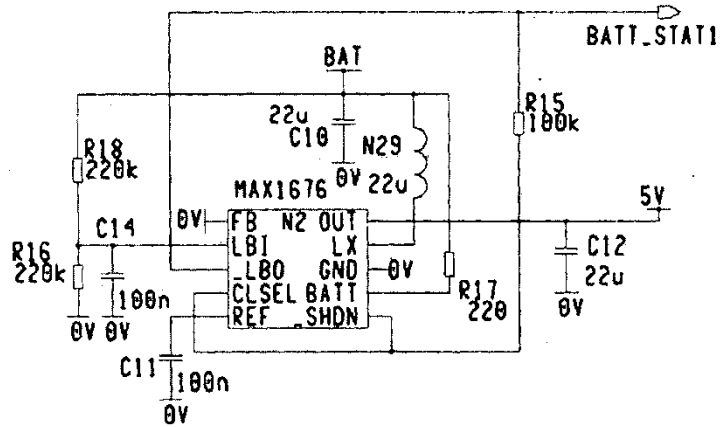 BATT_STAT1
BAT
22u
C10
R15
100k
N29
22u
R18
220k
MAX1676
5V
C14
0V
0V FB N2 OUT
LBI LX
_LBO GND 0V
CLSEL BATT
REF _SHDN
R16
220k
100n
0V 0V
C12
22u
0V
R17
220
C11
100n
0V